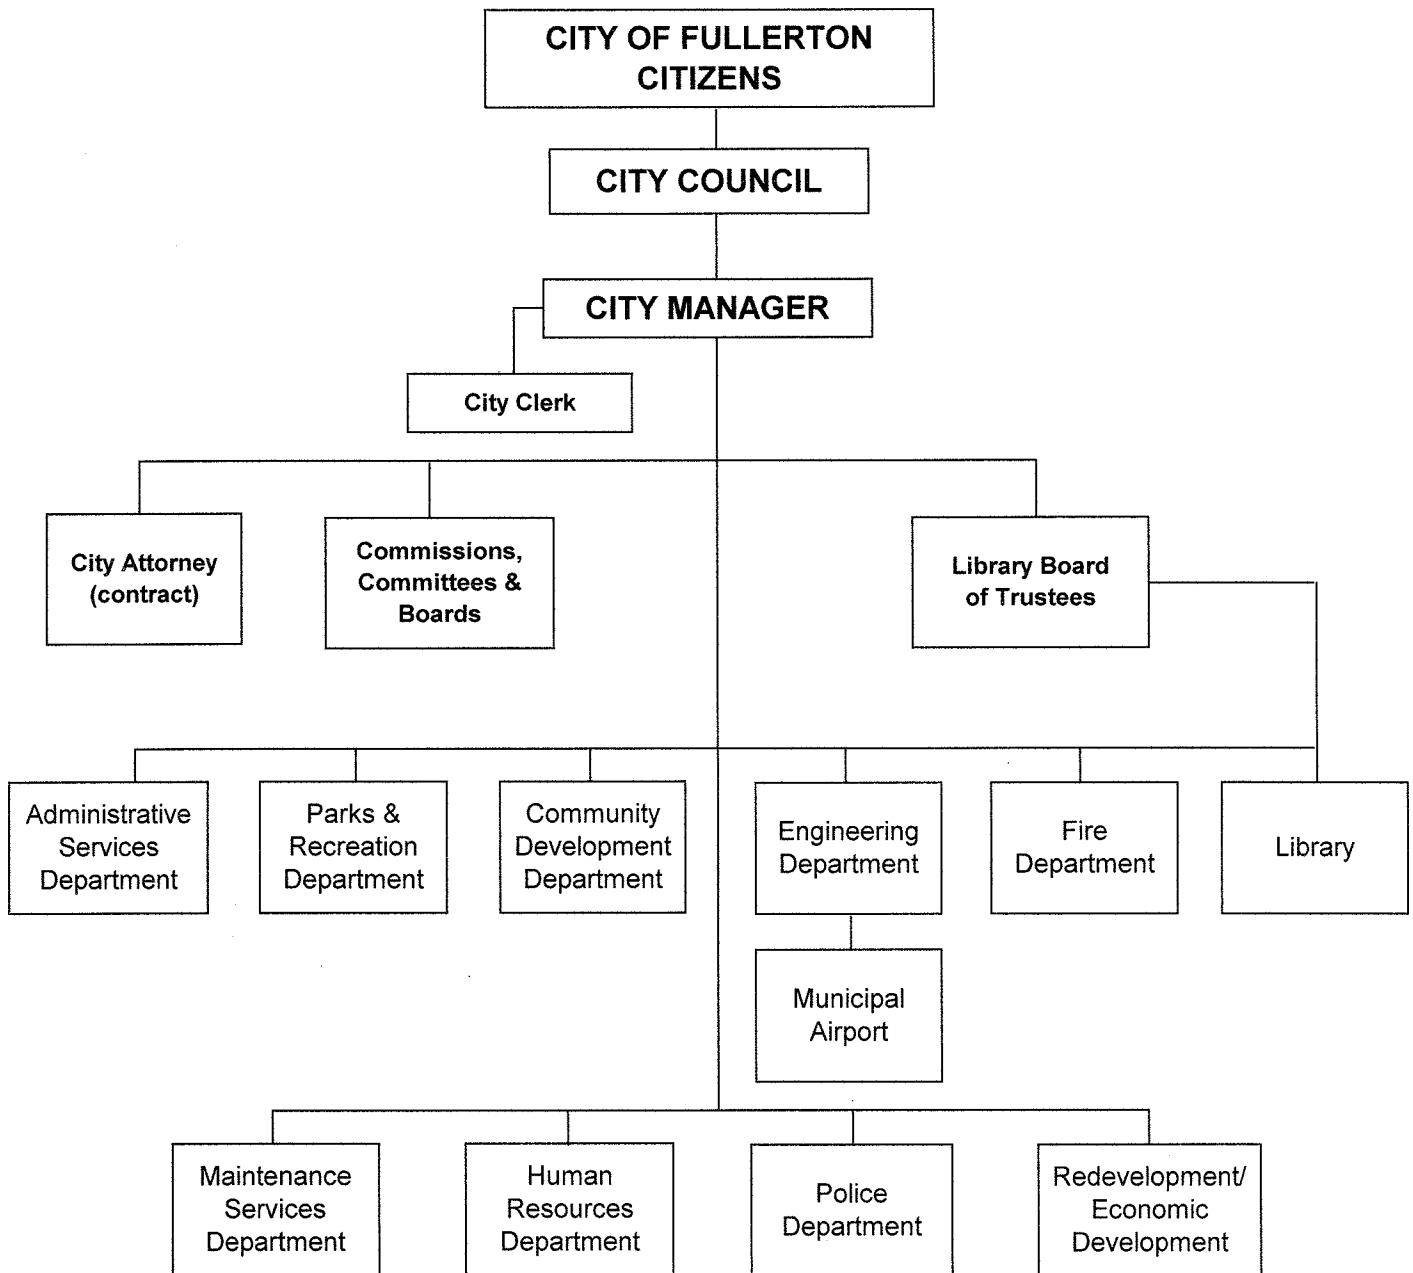 CITY OF FULLERTON
CITIZENS
CITY COUNCIL
CITY MANAGER
City Clerk
City Attorney
(contract)
Commissions,
Committees &
Boards
Library Board
of Trustees
Administrative
Services
Department
Parks &
Recreation
Department
Community
Development
Department
Engineering
Department
Fire
Department
Library
Municipal
Airport
Maintenance
Services
Department
Human
Resources
Department
Police
Department
Redevelopment/
Economic
Development